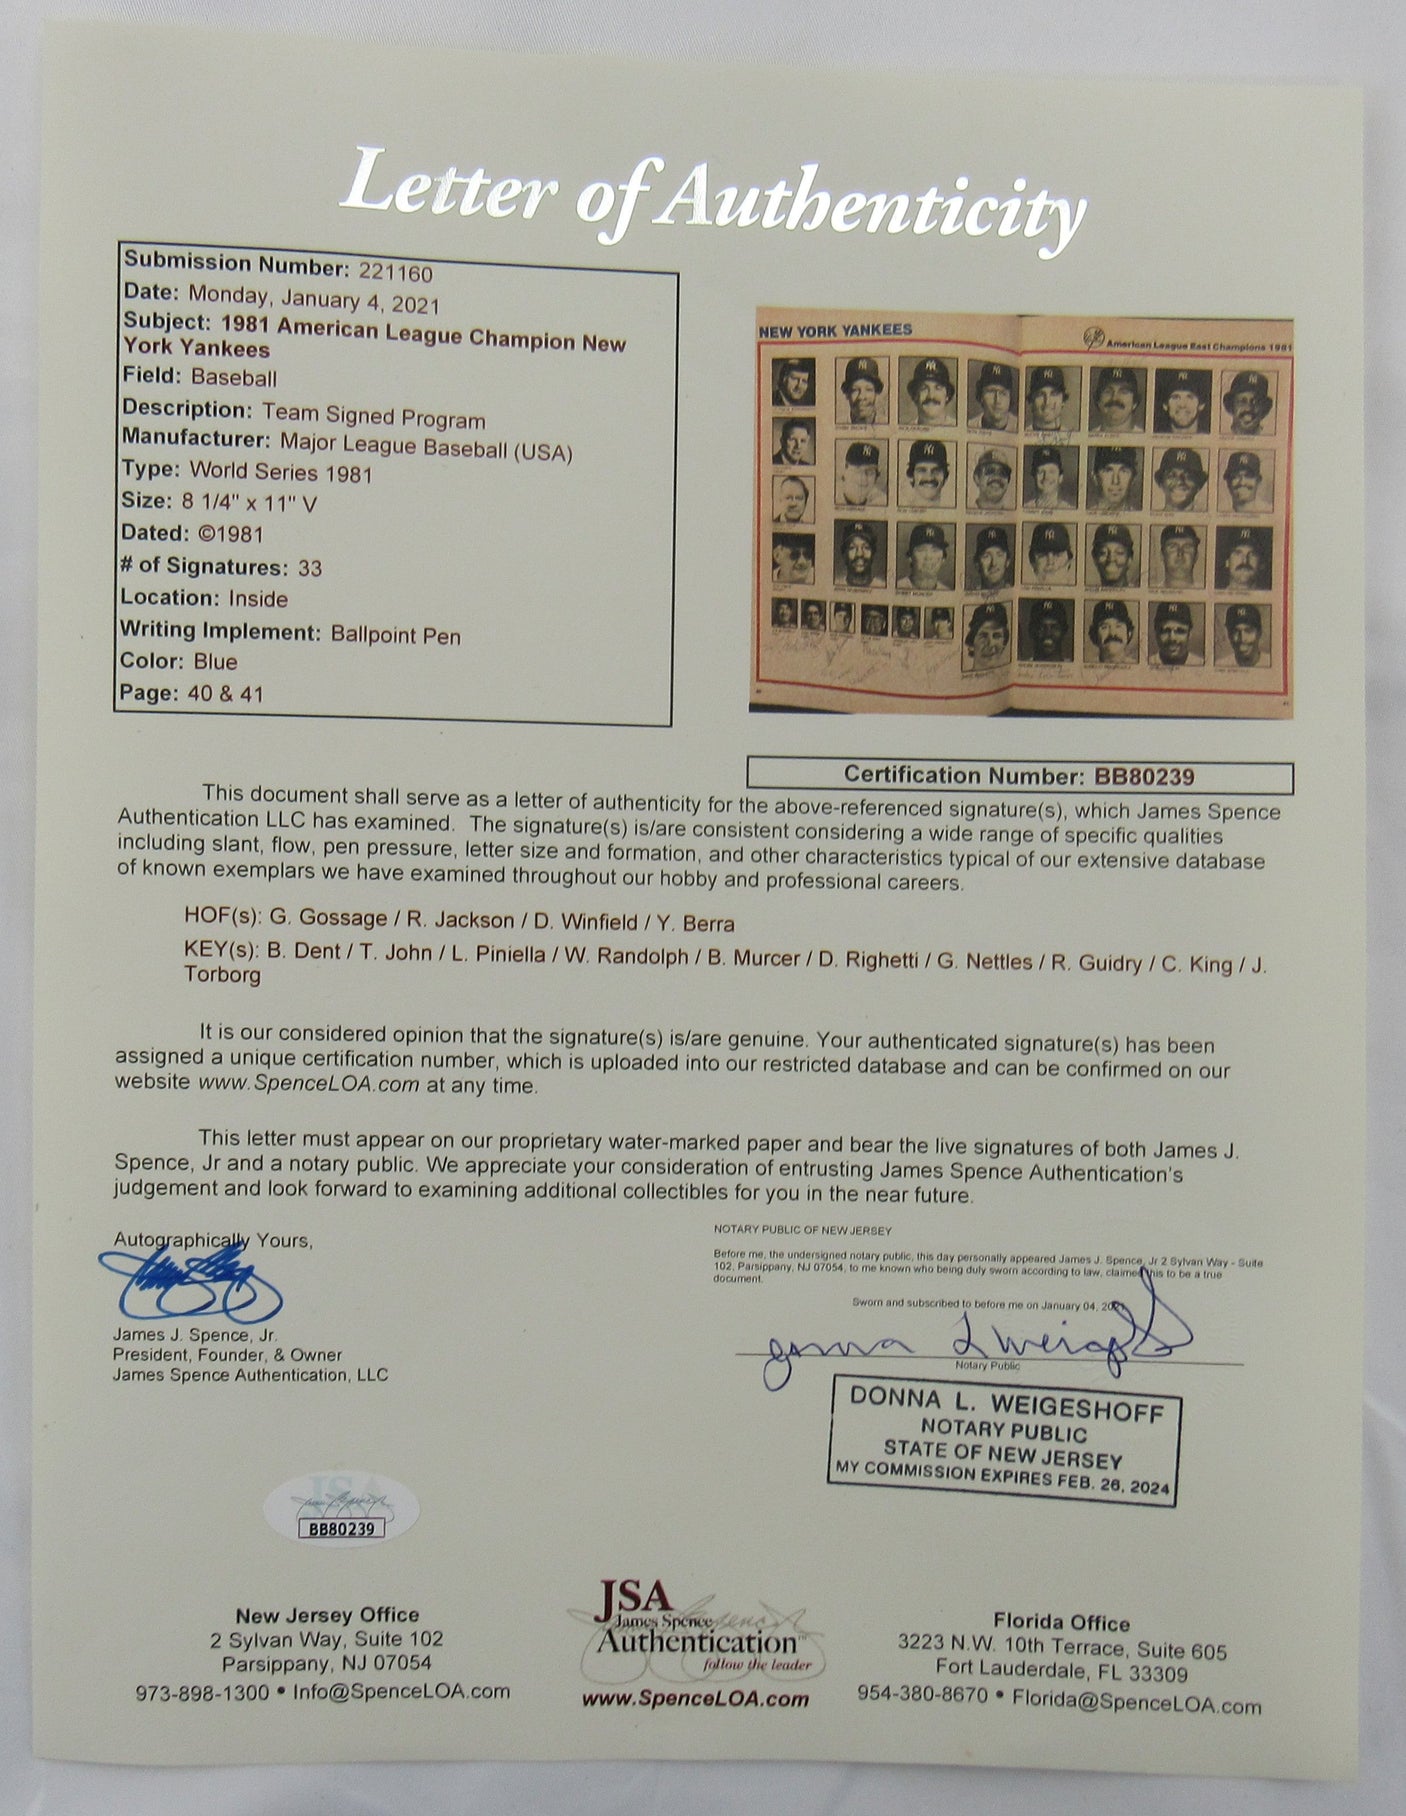 Letter of Authenticity
Submission Number: 221160
Date: Monday, January 4, 2021
Subject: 1981 American League Champion New
York Yankees
Field: Baseball
Description: Team Signed Program
Manufacturer: Major League Baseball (USA)
Type: World Series 1981
Size: 8 1/4" x 11" V
Dated: ©1981
# of Signatures: 33
Location: Inside
Writing Implement: Ballpoint Pen
Color: Blue
Page: 40 & 41
NEW YORK YANKEES
American League East Champions 1981
Certification Number: BB80239
This document shall serve as a letter of authenticity for the above-referenced signature(s), which James Spence
Authentication LLC has examined. The signature(s) is/are consistent considering a wide range of specific qualities
including slant, flow, pen pressure, letter size and formation, and other characteristics typical of our extensive database
of known exemplars we have examined throughout our hobby and professional careers.
HOF(s): G. Gossage / R. Jackson / D. Winfield / Y. Berra
KEY(s): B. Dent / T. John / L. Piniella / W. Randolph / B. Murcer / D. Righetti / G. Nettles / R. Guidry / C. King / J.
Torborg
It is our considered opinion that the signature(s) is/are genuine. Your authenticated signature(s) has been
assigned a unique certification number, which is uploaded into our restricted database and can be confirmed on our
website www.SpenceLOA.com at any time.
This letter must appear on our proprietary water-marked paper and bear the live signatures of both James J.
Spence, Jr and a notary public. We appreciate your consideration of entrusting James Spence Authentication's
judgement and look forward to examining additional collectibles for you in the near future.
Autographically Yours,
James J. Spence, Jr.
President, Founder, & Owner
James Spence Authentication, LLC
NOTARY PUBLIC OF NEW JERSEY
Before me, the undersigned notary public, this day personally appeared James J. Spence, Jr 2 Sylvan Way - Suite
102, Parsippany, NJ 07054, to me known who being duly sworn according to law, claimed this to be a true
document.
Sworn and subscribed to before me on January 04, 2021
Notary Public
DONNA L. WEIGESHOFF
NOTARY PUBLIC
STATE OF NEW JERSEY
MY COMMISSION EXPIRES FEB. 26, 2024
JSA
BB80239
New Jersey Office
2 Sylvan Way, Suite 102
Parsippany, NJ 07054
973-898-1300 • Info@SpenceLOA.com
JSA
James Spence
Authentication™
follow the leader
www.SpenceLOA.com
Florida Office
3223 N.W. 10th Terrace, Suite 605
Fort Lauderdale, FL 33309
954-380-8670 • Florida@SpenceLOA.com